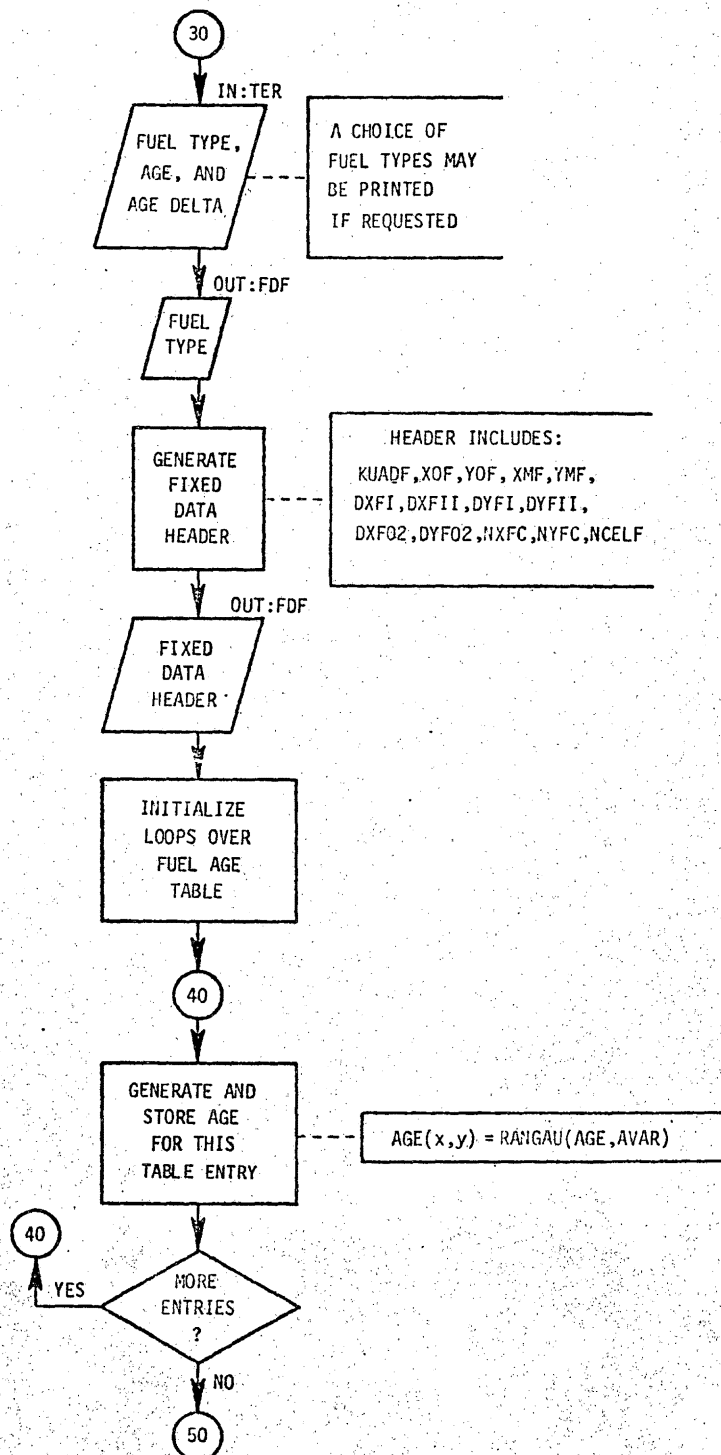 30
IN:TER
FUEL TYPE,
AGE, AND
AGE DELTA
A CHOICE OF
FUEL TYPES MAY
BE PRINTED
IF REQUESTED
OUT:FDF
FUEL
TYPE
GENERATE
FIXED
DATA
HEADER
HEADER INCLUDES:
KUADF,XOF,YOF,XMF,YMF,
DXFI,DXFII,DYFI,DYFII,
DXFO2,DYFO2,NXFC,NYFC,NCELF
OUT:FDF
FIXED
DATA
HEADER
INITIALIZE
LOOPS OVER
FUEL AGE
TABLE
40
GENERATE AND
STORE AGE
FOR THIS
TABLE ENTRY
AGE(x,y) = RANGAU(AGE,AVAR)
40
YES
MORE
ENTRIES
?
NO
50